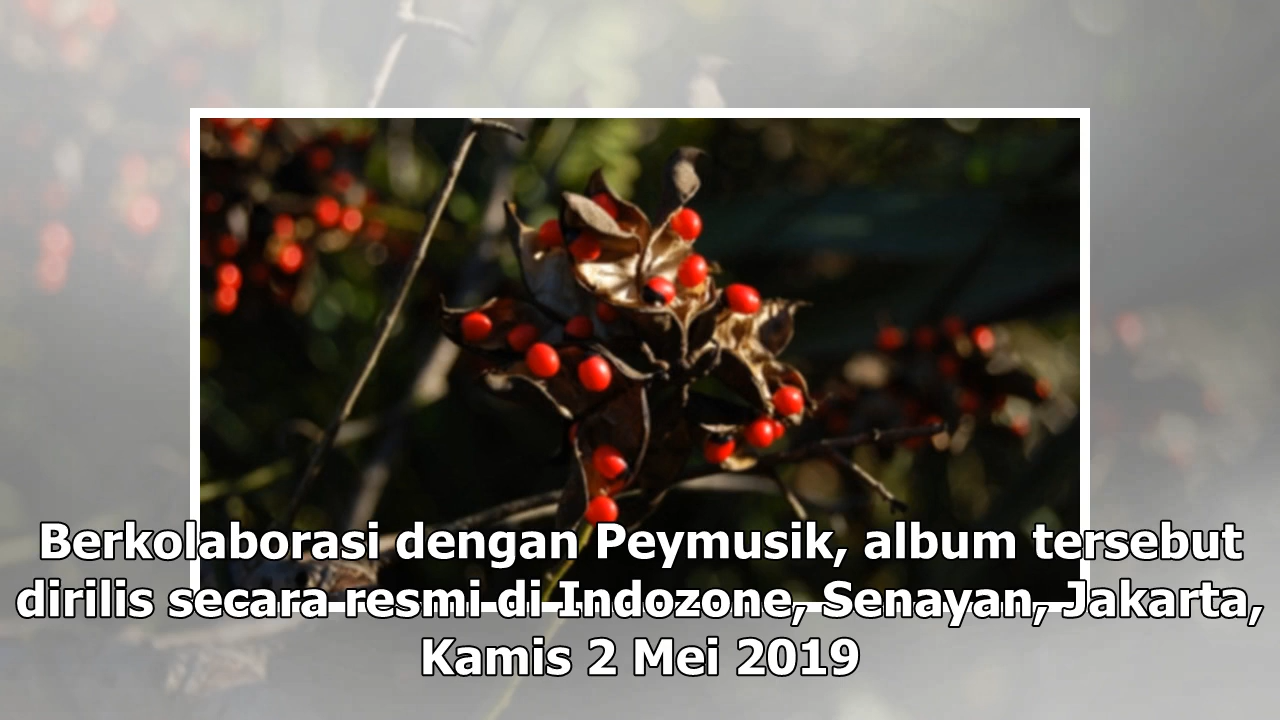 Berkolaborasi dengan Peymusik, album tersebut
dirilis secara resmi di Indozone, Senayan, Jakarta,
Kamis 2 Mei 2019